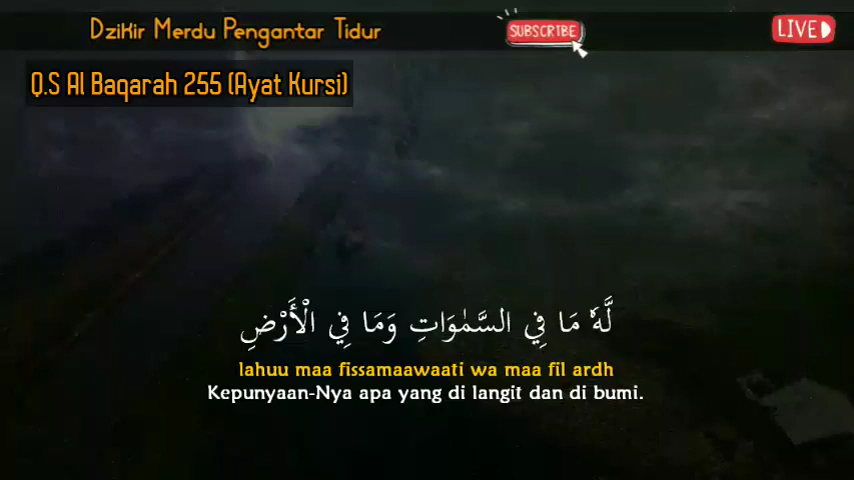 Dzikir Merdu Pengantar Tidur
SUBSCRIBE
LIVE
Q.S Al Baqarah 255 (Ayat Kursi)
لَّهٗ مَا فِي السَّمٰوَاتِ وَمَا فِي الْأَرْضِ
lahuu maa fissamaawaati wa maa fil ardh
Kepunyaan-Nya apa yang di langit dan di bumi.